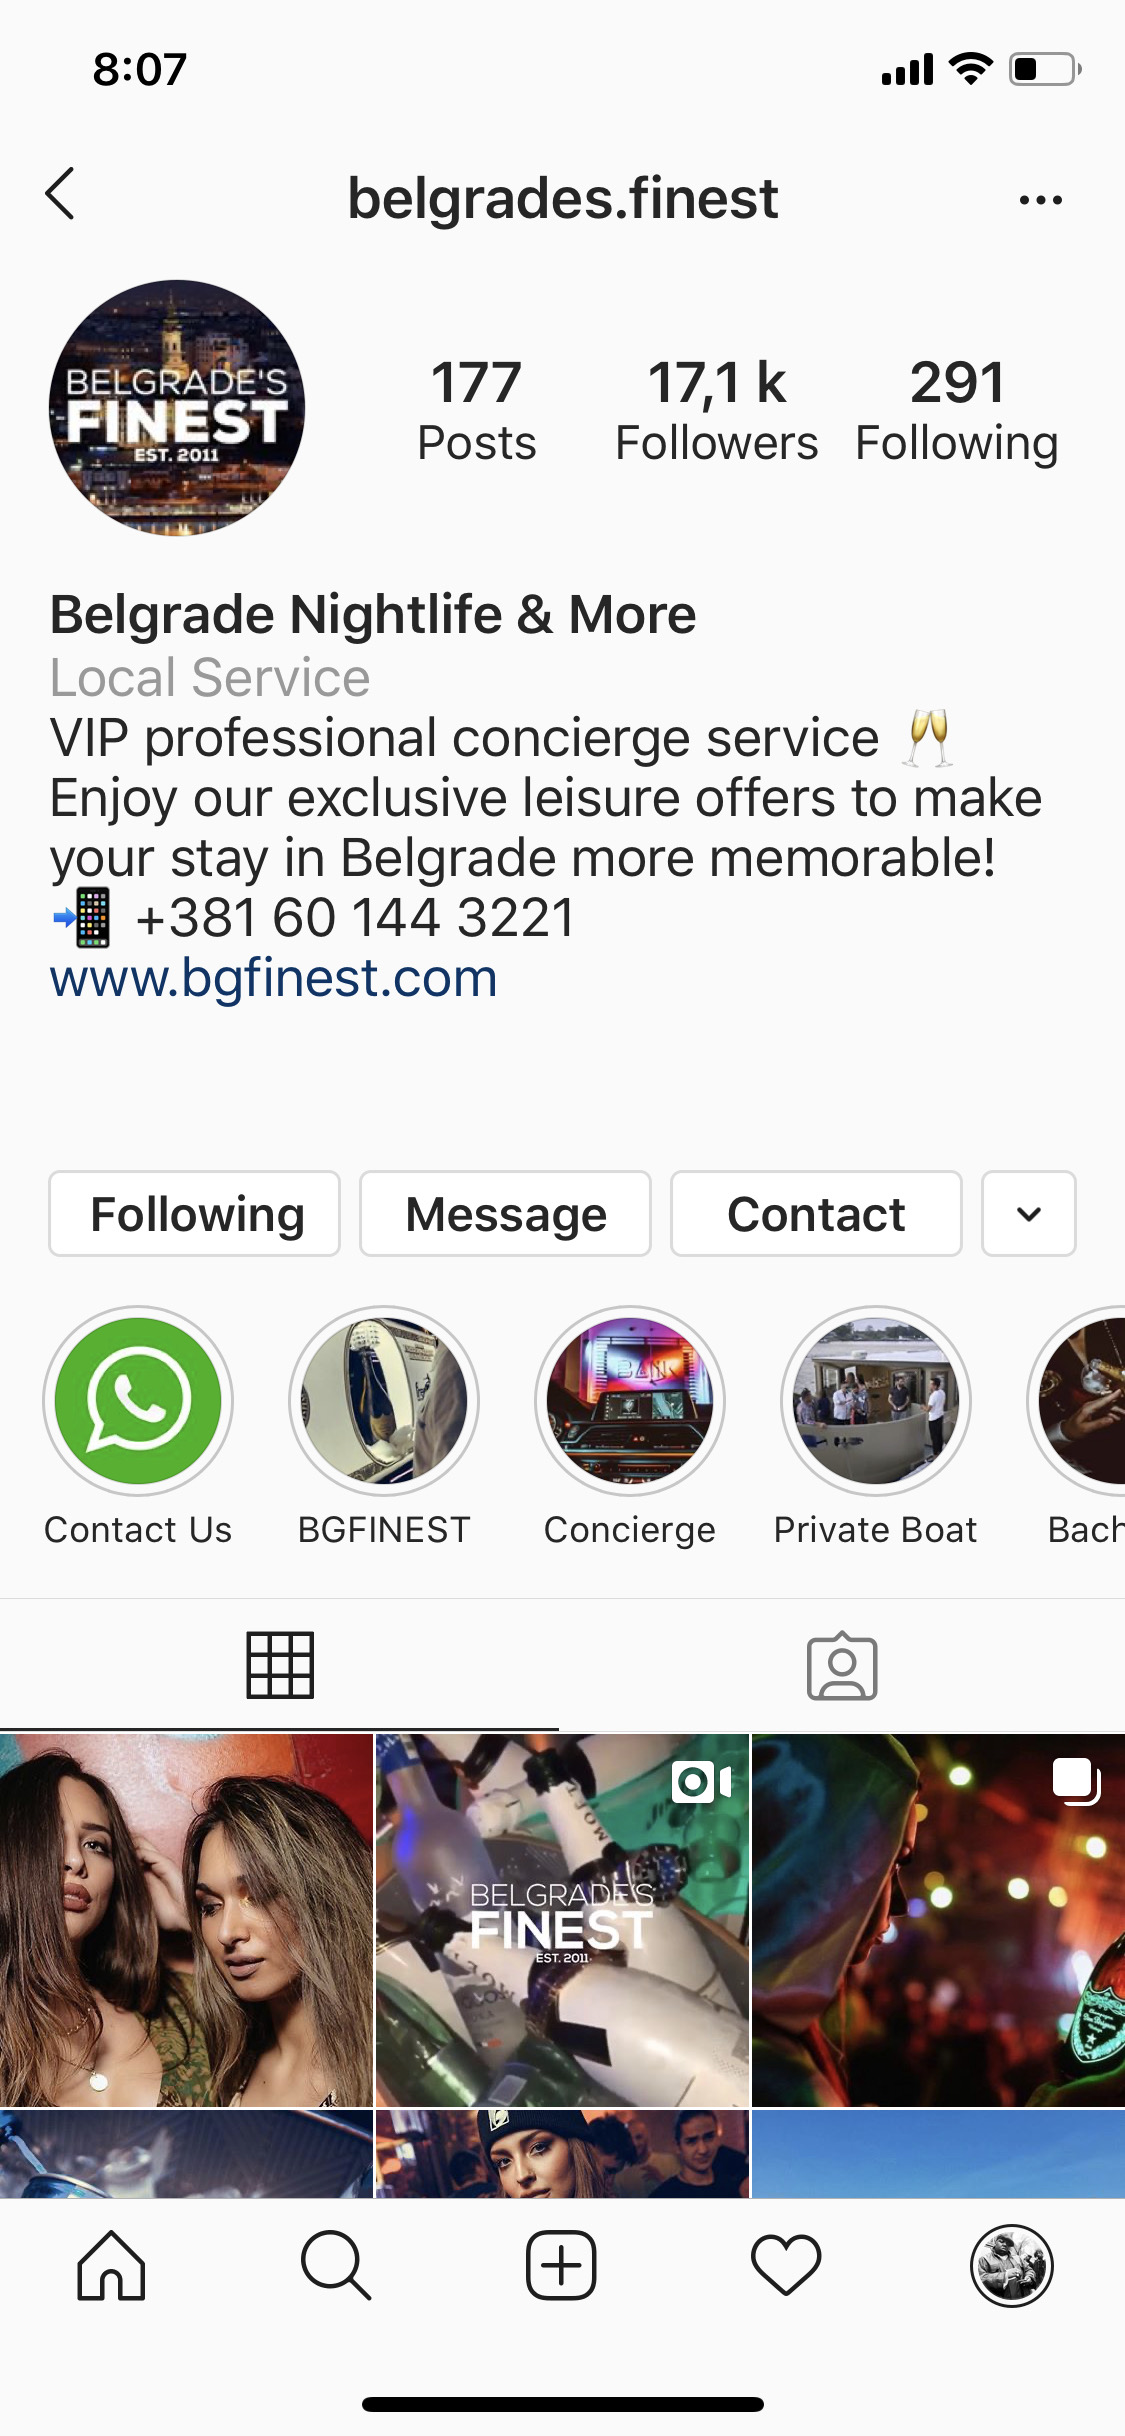 8:07
belgrades.finest
BELGRADE'S
FINEST
EST. 2011
177
Posts
17,1 k
Followers
291
Following
Belgrade Nightlife & More
Local Service
VIP professional concierge service 🥂
Enjoy our exclusive leisure offers to make
your stay in Belgrade more memorable!
📲 +381 60 144 3221
www.bgfinest.com
Following
Message
Contact
BANK
Contact Us
BGFINEST
Concierge
Private Boat
Bach
BELGRADE'S
FINEST
EST. 2011